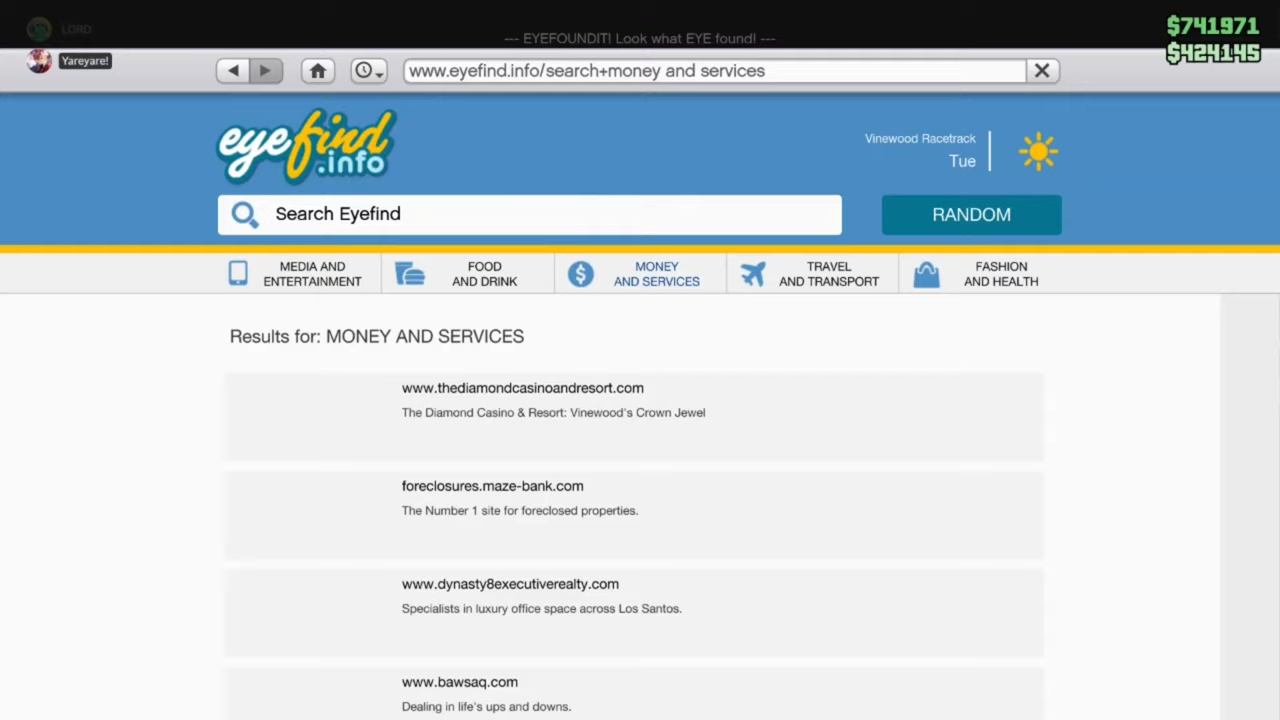 LORD
--- EYEFOUNDIT! Look what EYE found! ---
$741971
$424145
Yareyare!
www.eyefind.info/search+money and services
eyefind
.info
Vinewood Racetrack
Tue
Search Eyefind
RANDOM
MEDIA AND
ENTERTAINMENT
FOOD
AND DRINK
MONEY
AND SERVICES
TRAVEL
AND TRANSPORT
FASHION
AND HEALTH
Results for: MONEY AND SERVICES
www.thediamondcasinoandresort.com
The Diamond Casino & Resort: Vinewood's Crown Jewel
foreclosures.maze-bank.com
The Number 1 site for foreclosed properties.
www.dynasty8executiverealty.com
Specialists in luxury office space across Los Santos.
www.bawsaq.com
Dealing in life's ups and downs.